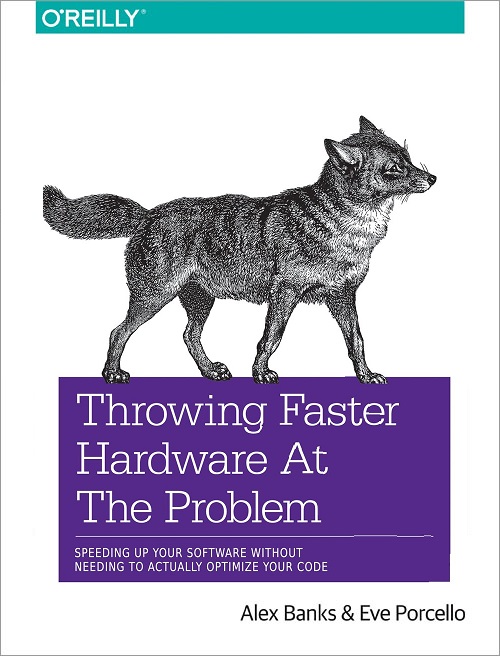 O'REILLY®
Throwing Faster
Hardware At
The Problem
SPEEDING UP YOUR SOFTWARE WITHOUT
NEEDING TO ACTUALLY OPTIMIZE YOUR CODE
Alex Banks & Eve Porcello